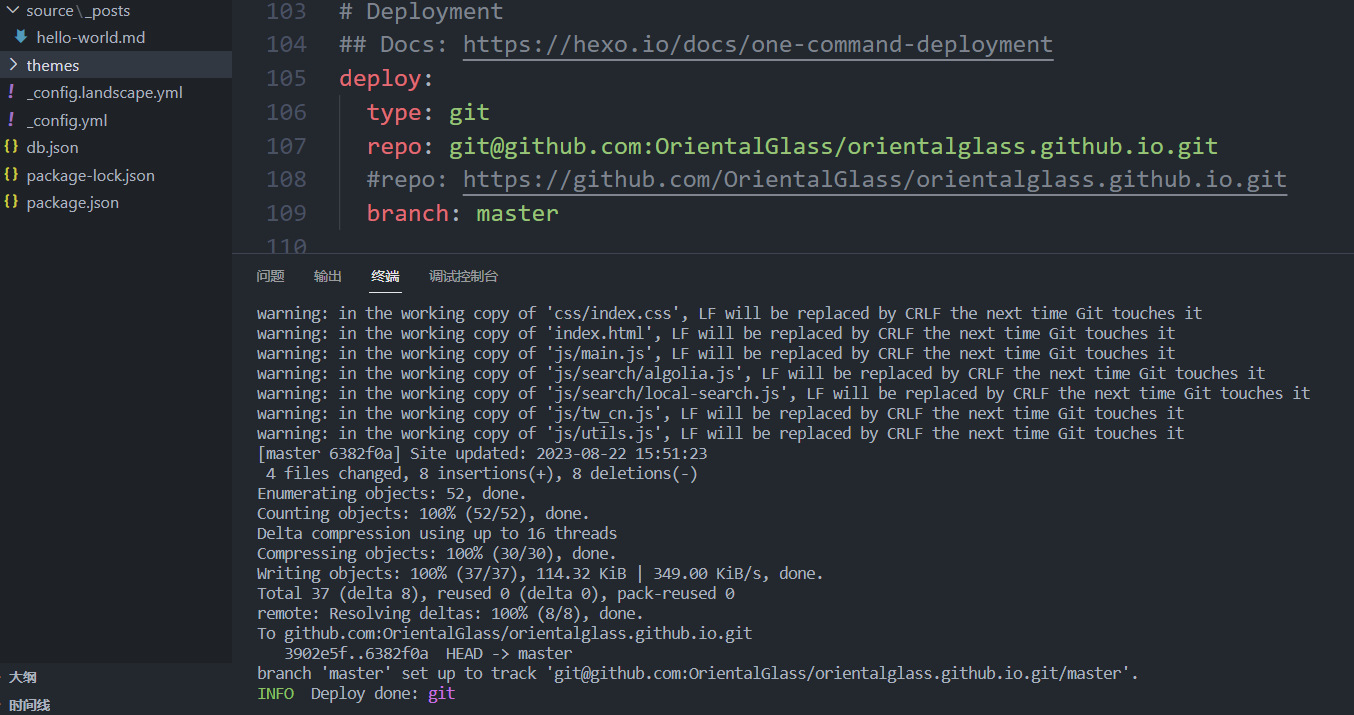 source\_posts
hello-world.md
themes
_config.landscape.yml
_config.yml
db.json
package-lock.json
package.json
大纲
时间线
103 # Deployment
104 ## Docs: https://hexo.io/docs/one-command-deployment
105 deploy:
106 type: git
107 repo: git@github.com:OrientalGlass/orientalglass.github.io.git
108 #repo: https://github.com/OrientalGlass/orientalglass.github.io.git
109 branch: master
110
问题 输出 终端 调试控制台
warning: in the working copy of 'css/index.css', LF will be replaced by CRLF the next time Git touches it
warning: in the working copy of 'index.html', LF will be replaced by CRLF the next time Git touches it
warning: in the working copy of 'js/main.js', LF will be replaced by CRLF the next time Git touches it
warning: in the working copy of 'js/search/algolia.js', LF will be replaced by CRLF the next time Git touches it
warning: in the working copy of 'js/search/local-search.js', LF will be replaced by CRLF the next time Git touches it
warning: in the working copy of 'js/tw_cn.js', LF will be replaced by CRLF the next time Git touches it
warning: in the working copy of 'js/utils.js', LF will be replaced by CRLF the next time Git touches it
[master 6382f0a] Site updated: 2023-08-22 15:51:23
4 files changed, 8 insertions(+), 8 deletions(-)
Enumerating objects: 52, done.
Counting objects: 100% (52/52), done.
Delta compression using up to 16 threads
Compressing objects: 100% (30/30), done.
Writing objects: 100% (37/37), 114.32 KiB | 349.00 KiB/s, done.
Total 37 (delta 8), reused 0 (delta 0), pack-reused 0
remote: Resolving deltas: 100% (8/8), done.
To github.com:OrientalGlass/orientalglass.github.io.git
3902e5f..6382f0a HEAD -> master
branch 'master' set up to track 'git@github.com:OrientalGlass/orientalglass.github.io.git/master'.
INFO Deploy done: git